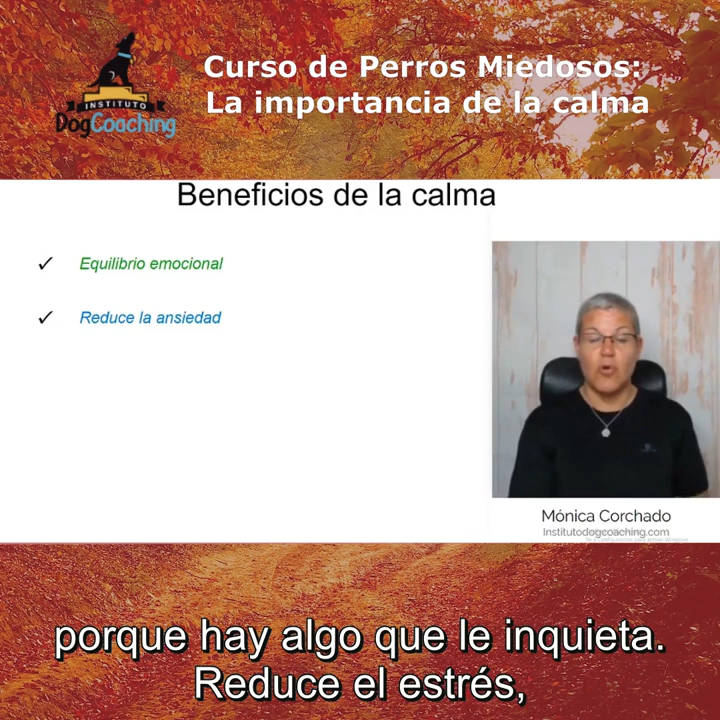 Curso de Perros Miedosos:
La importancia de la calma
INSTITUTO
DogCoaching
Beneficios de la calma
✓ Equilibrio emocional
✓ Reduce la ansiedad
Mónica Corchado
Institutodogcoaching.com
porque hay algo que le inquieta.
Reduce el estrés,